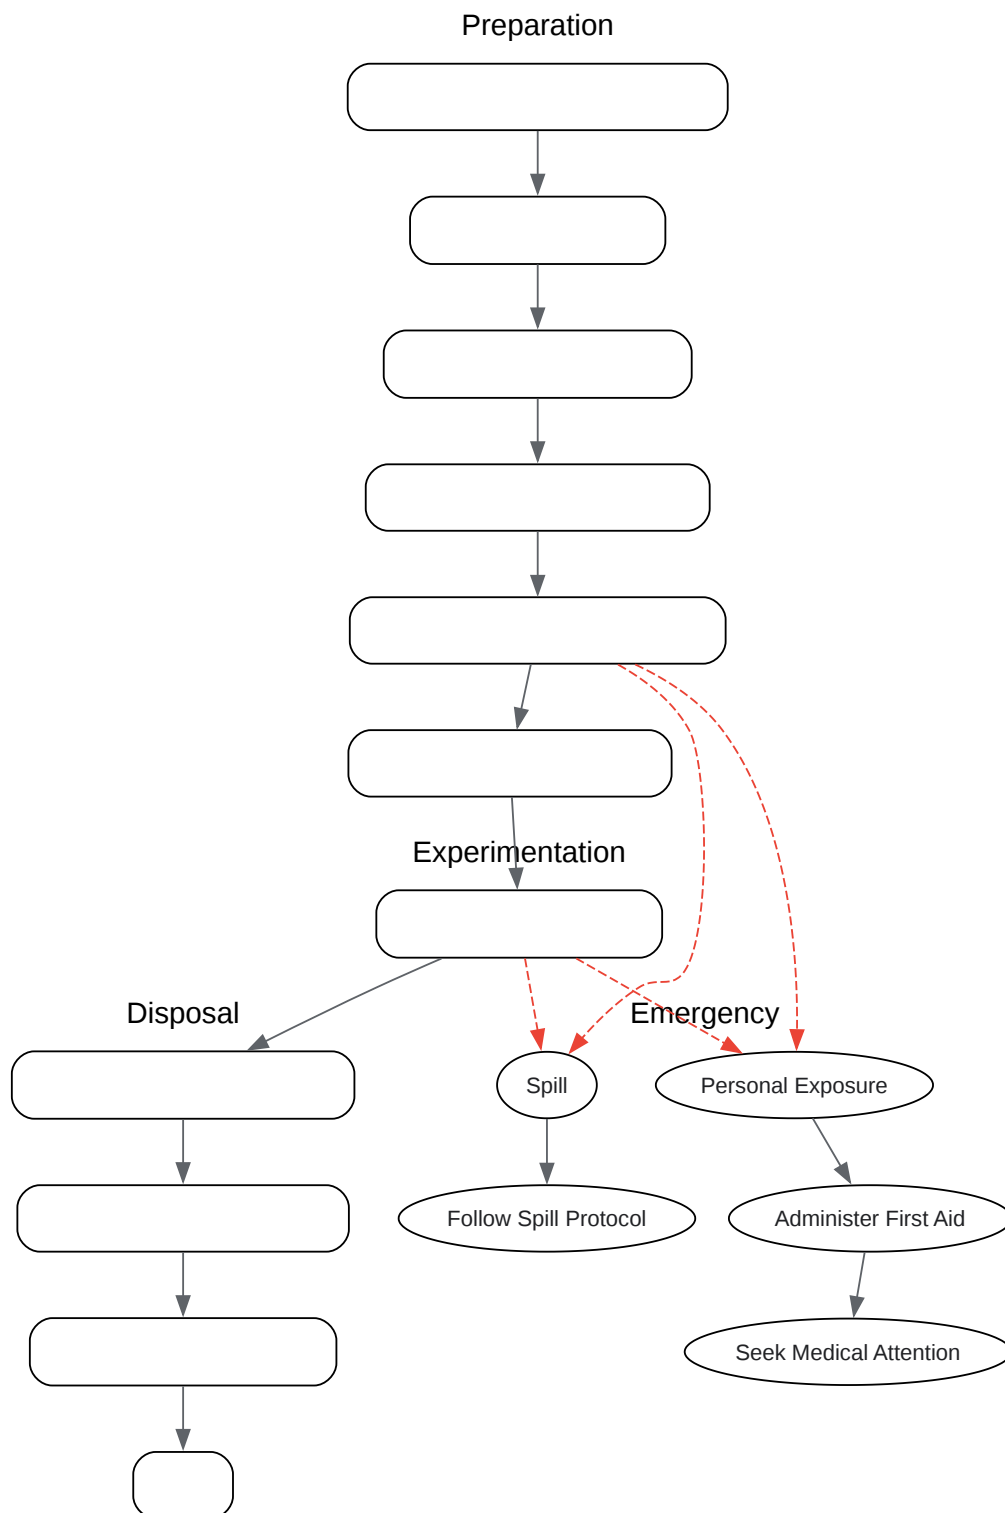 Preparation
Experimentation
Disposal
Emergency
Spill
Personal Exposure
Follow Spill Protocol
Administer First Aid
Seek Medical Attention